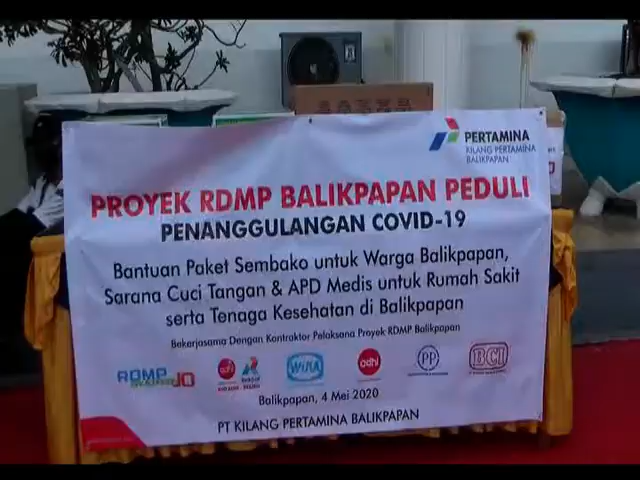 PERTAMINA
KILANG PERTAMINA
BALIKPAPAN
PROYEK RDMP BALIKPAPAN PEDULI
PENANGGULANGAN COVID-19
Bantuan Paket Sembako untuk Warga Balikpapan,
Sarana Cuci Tangan & APD Medis untuk Rumah Sakit
serta Tenaga Kesehatan di Balikpapan
Bekerjasama Dengan Kontraktor Pelaksana Proyek RDMP Balikpapan
RDMP WIKA adhi PP BCI
Balikpapan, 4 Mei 2020
PT KILANG PERTAMINA BALIKPAPAN